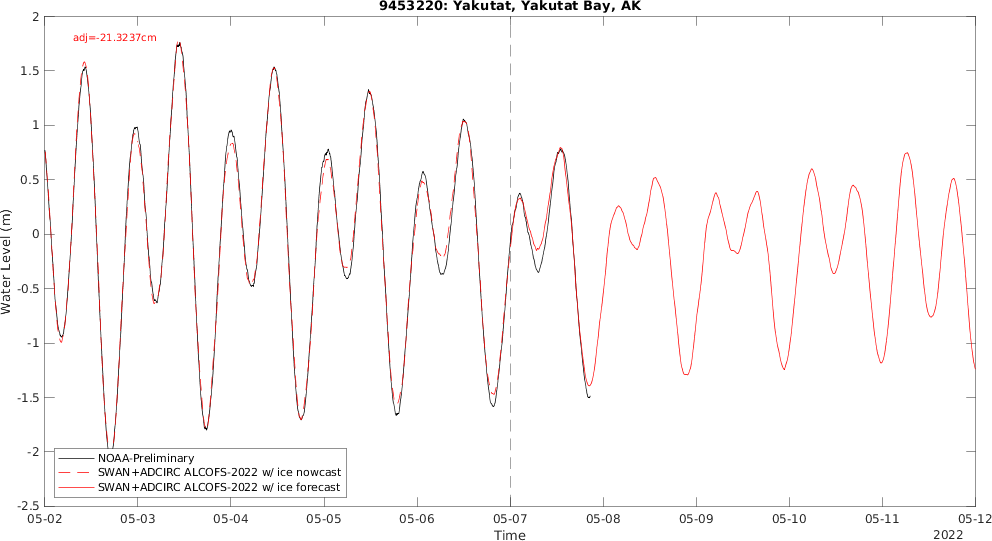 9453220: Yakutat, Yakutat Bay, AK
adj=-21.3237cm
Water Level (m)
2
1.5
1
0.5
0
-0.5
-1
-1.5
-2
-2.5
NOAA-Preliminary
SWAN+ADCIRC ALCOFS-2022 w/ ice nowcast
SWAN+ADCIRC ALCOFS-2022 w/ ice forecast
05-02 05-03 05-04 05-05 05-06 05-07 05-08 05-09 05-10 05-11 05-12
Time
2022